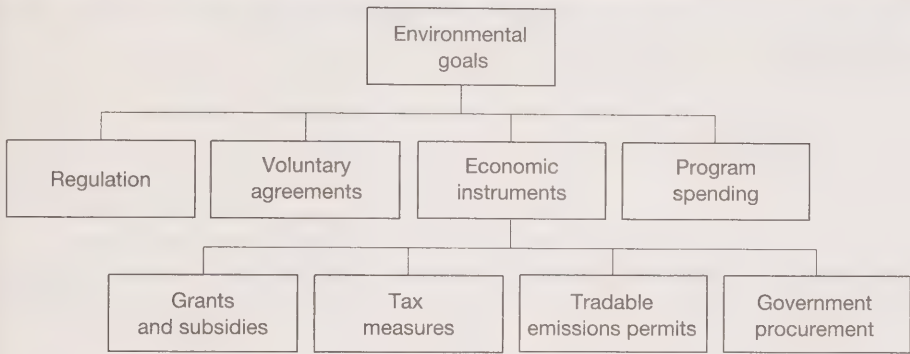 Environmental
goals
Regulation
Voluntary
agreements
Economic
instruments
Program
spending
Grants
and subsidies
Tax
measures
Tradable
emissions permits
Government
procurement